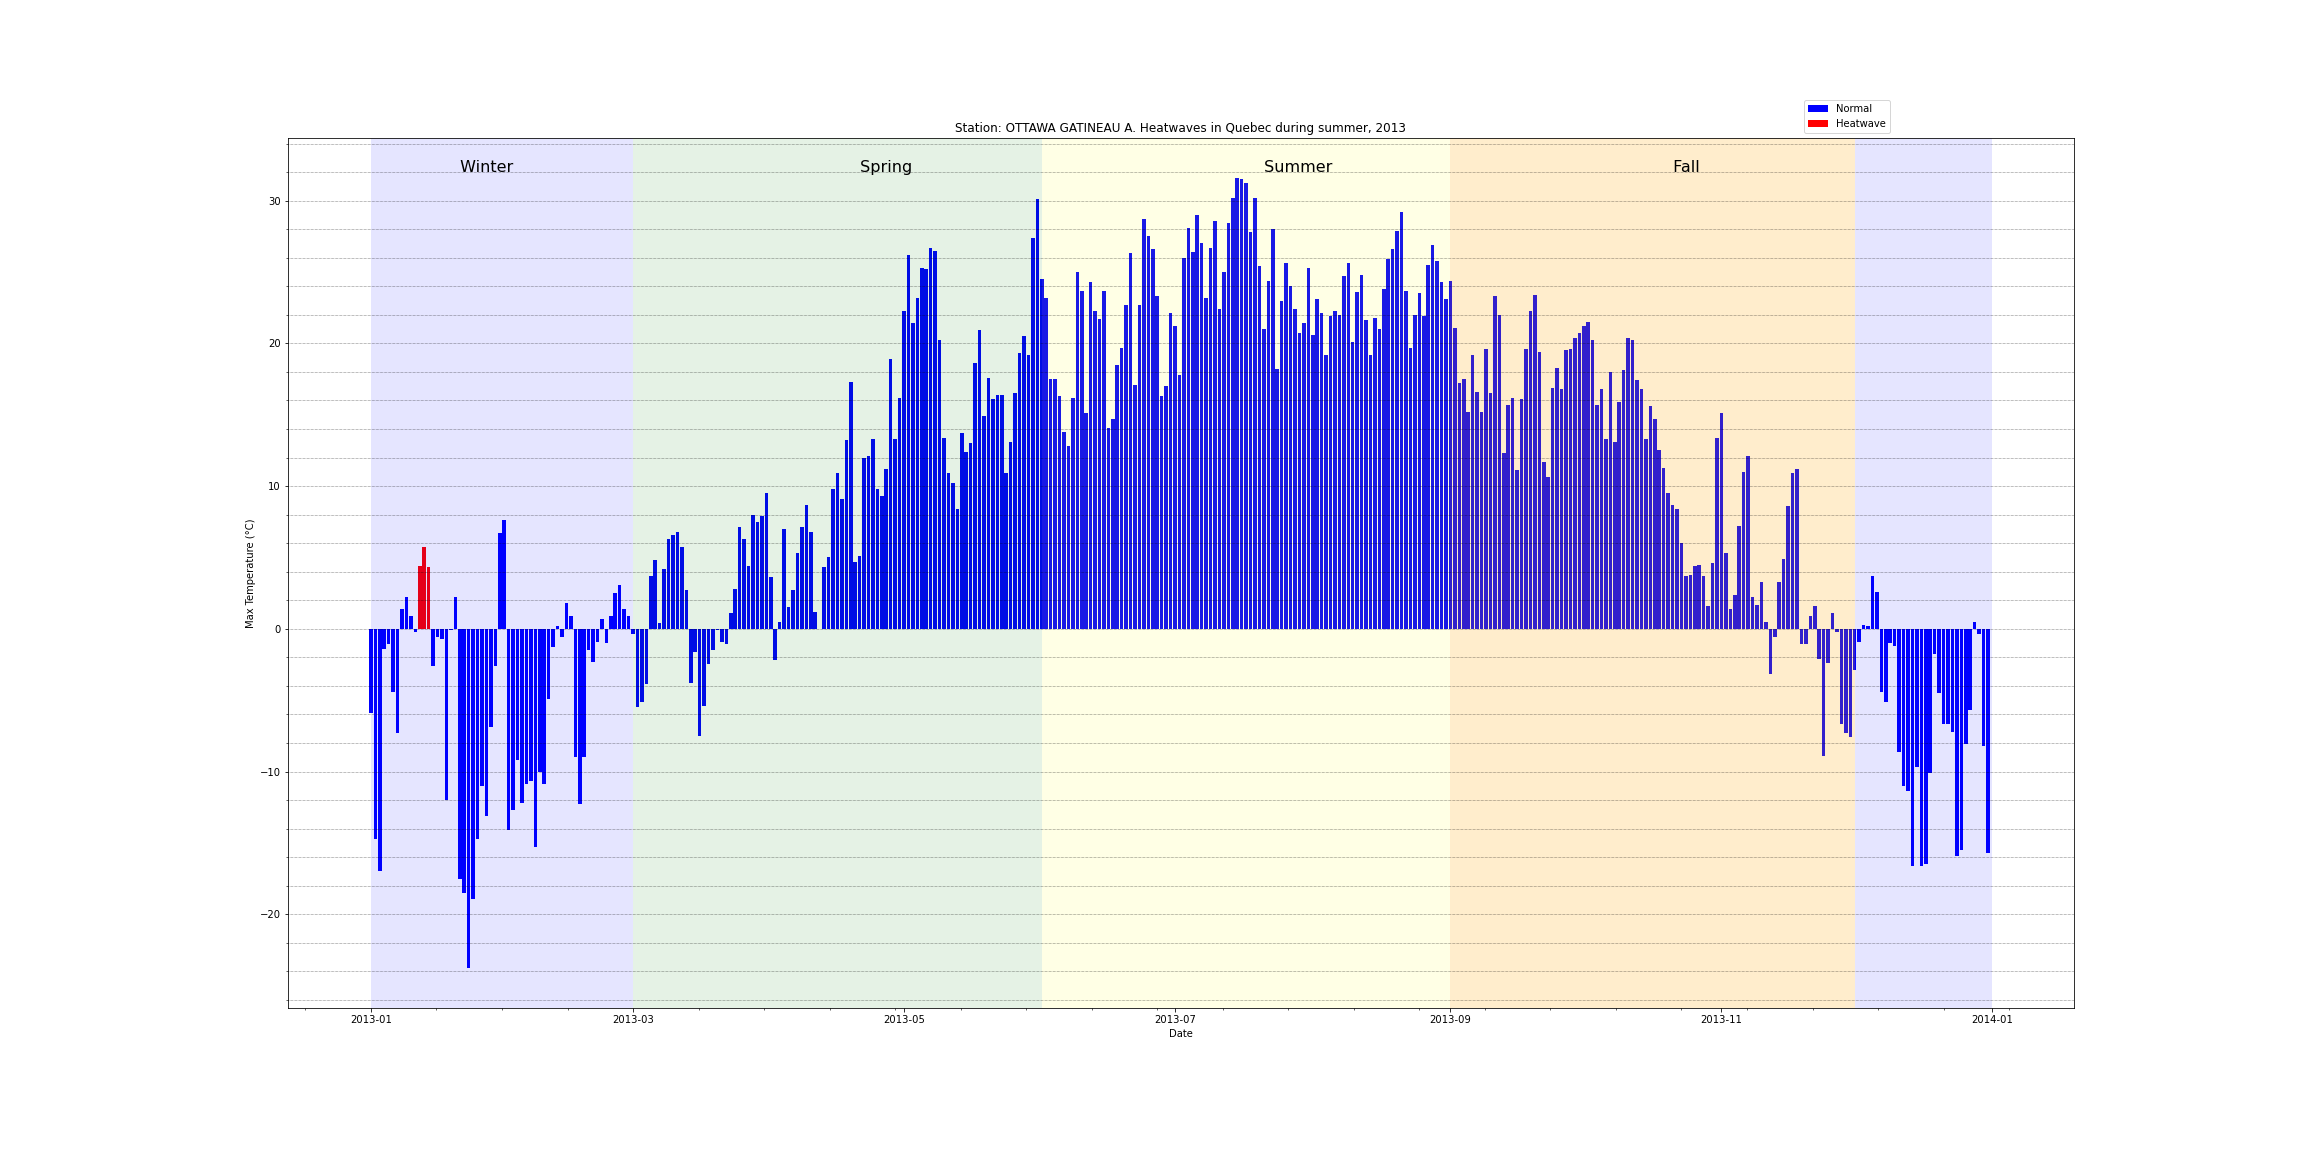 Normal
Heatwave
Station: OTTAWA GATINEAU A. Heatwaves in Quebec during summer, 2013
Winter
Spring
Summer
Fall
30
20
10
0
−10
−20
Max Temperature (°C)
2013-01
2013-03
2013-05
2013-07
2013-09
2013-11
2014-01
Date